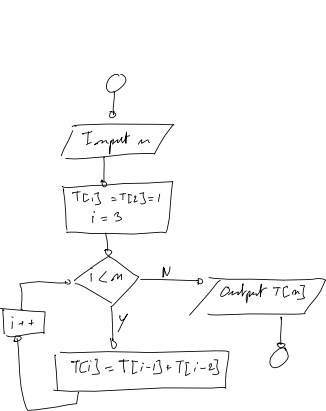 Input n
T[1] = T[2] = 1
i = 3
i < n
N
Output T[n]
i++
Y
T[i] = T[i-1] + T[i-2]